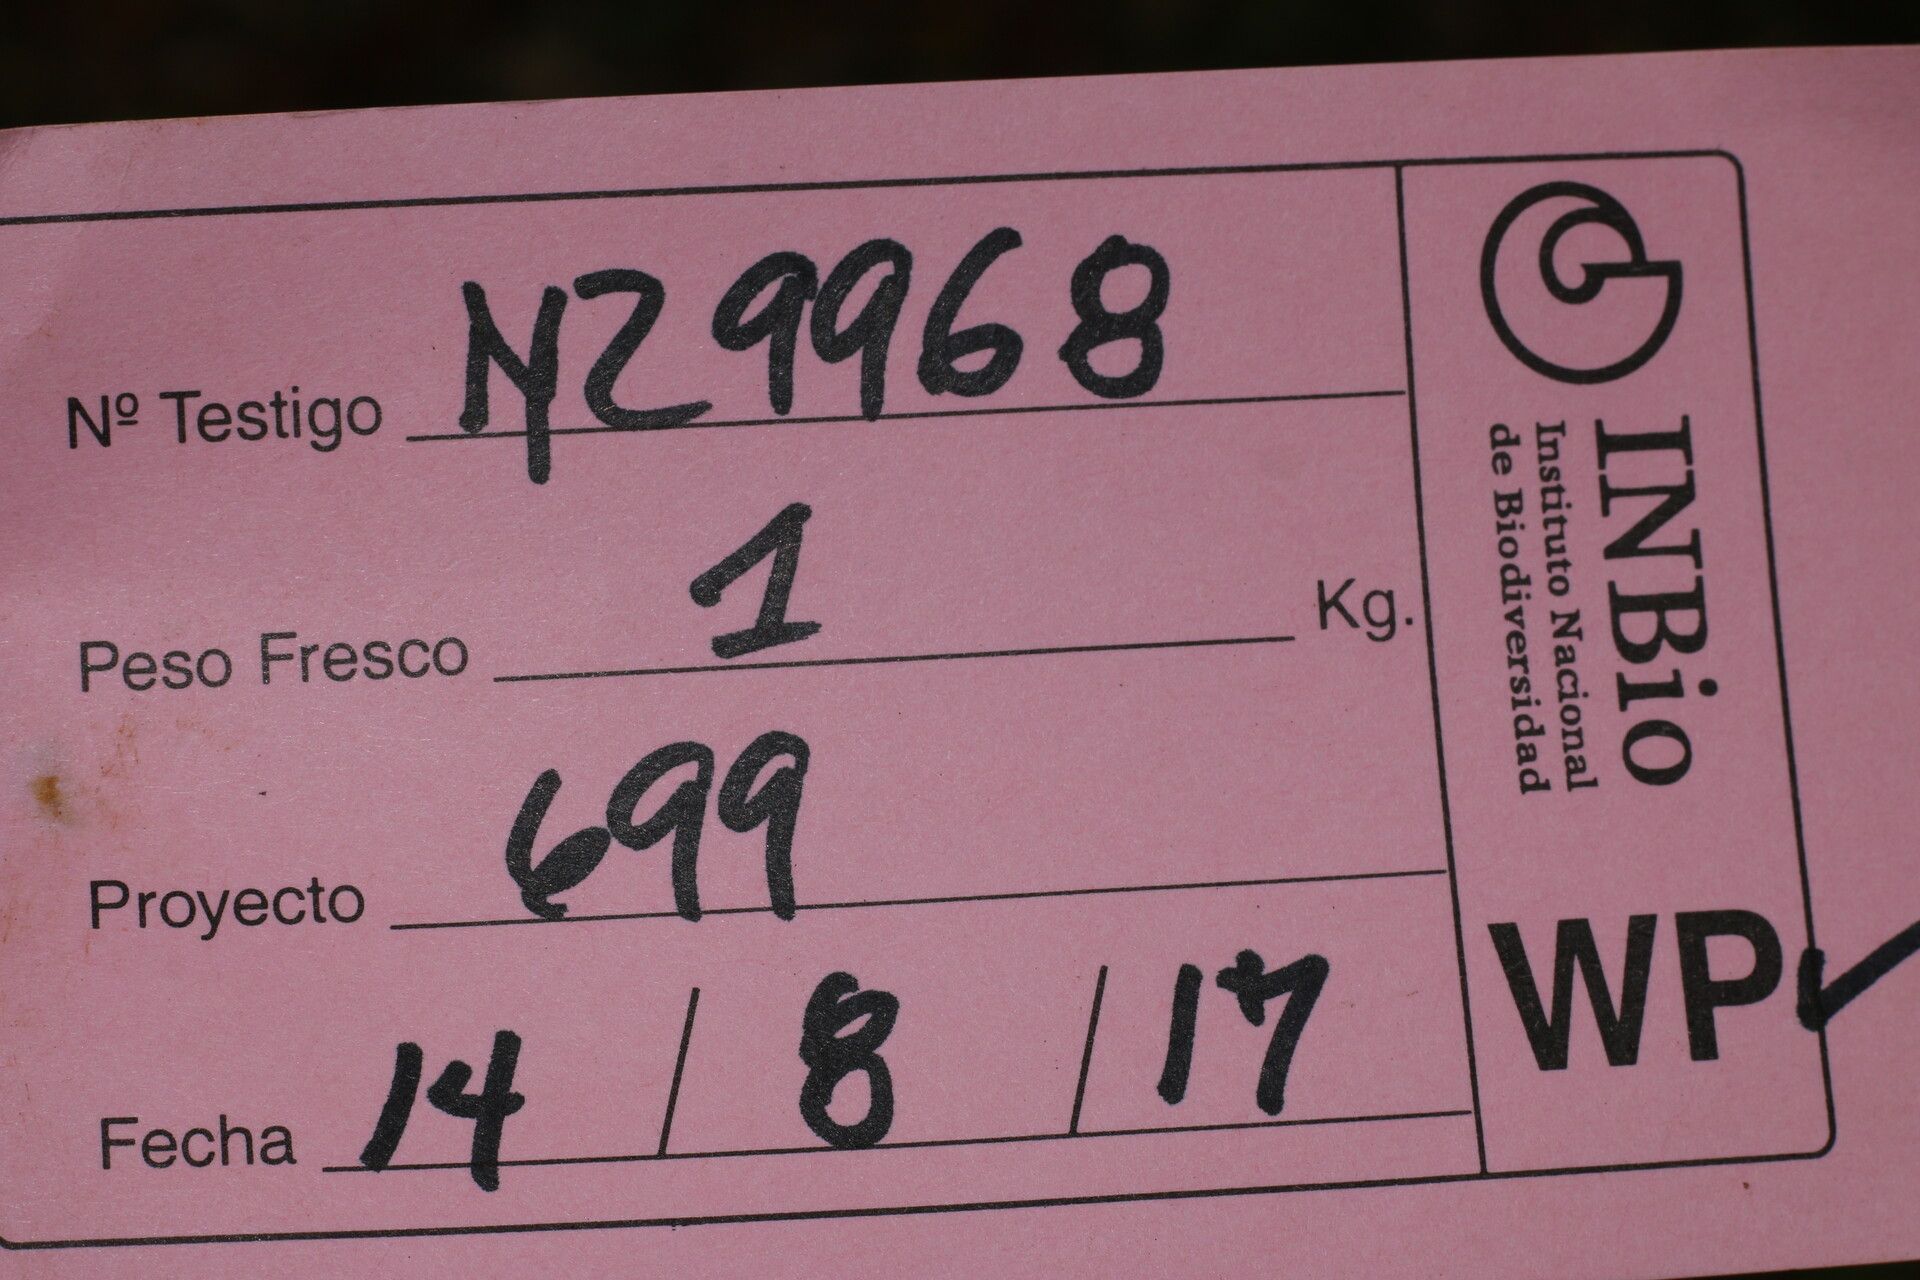 Nº Testigo NZ9968
Peso Fresco 1 Kg.
Proyecto 699
Fecha 14 / 8 / 17
INBio
Instituto Nacional
de Biodiversidad
WP